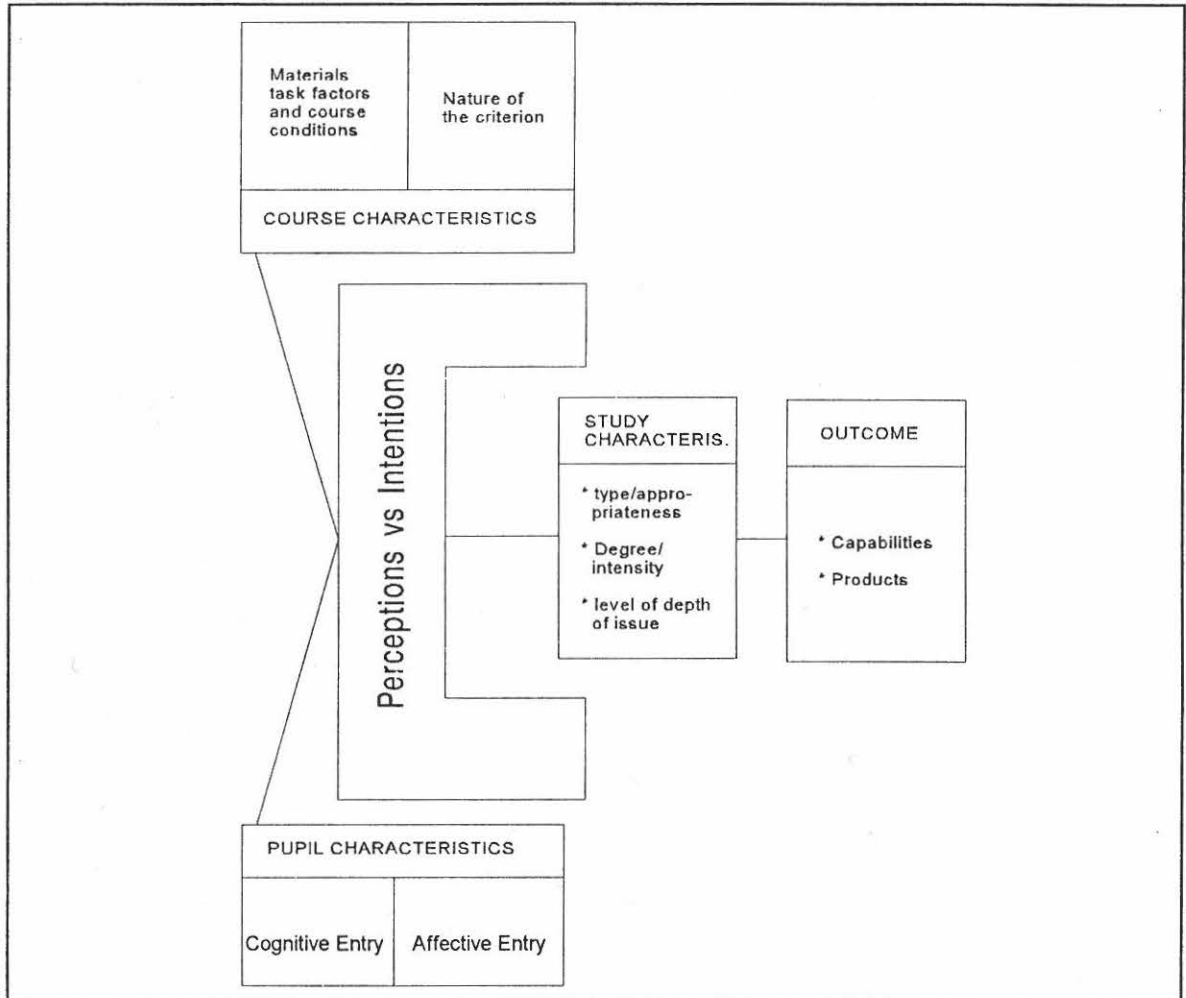 Materials
task factors
and course
conditions
Nature of
the criterion
COURSE CHARACTERISTICS
Perceptions vs Intentions
STUDY
CHARACTERIS.
* type/appro-
priateness
* Degree/
intensity
* level of depth
of issue
OUTCOME
* Capabilities
* Products
PUPIL CHARACTERISTICS
Cognitive Entry
Affective Entry